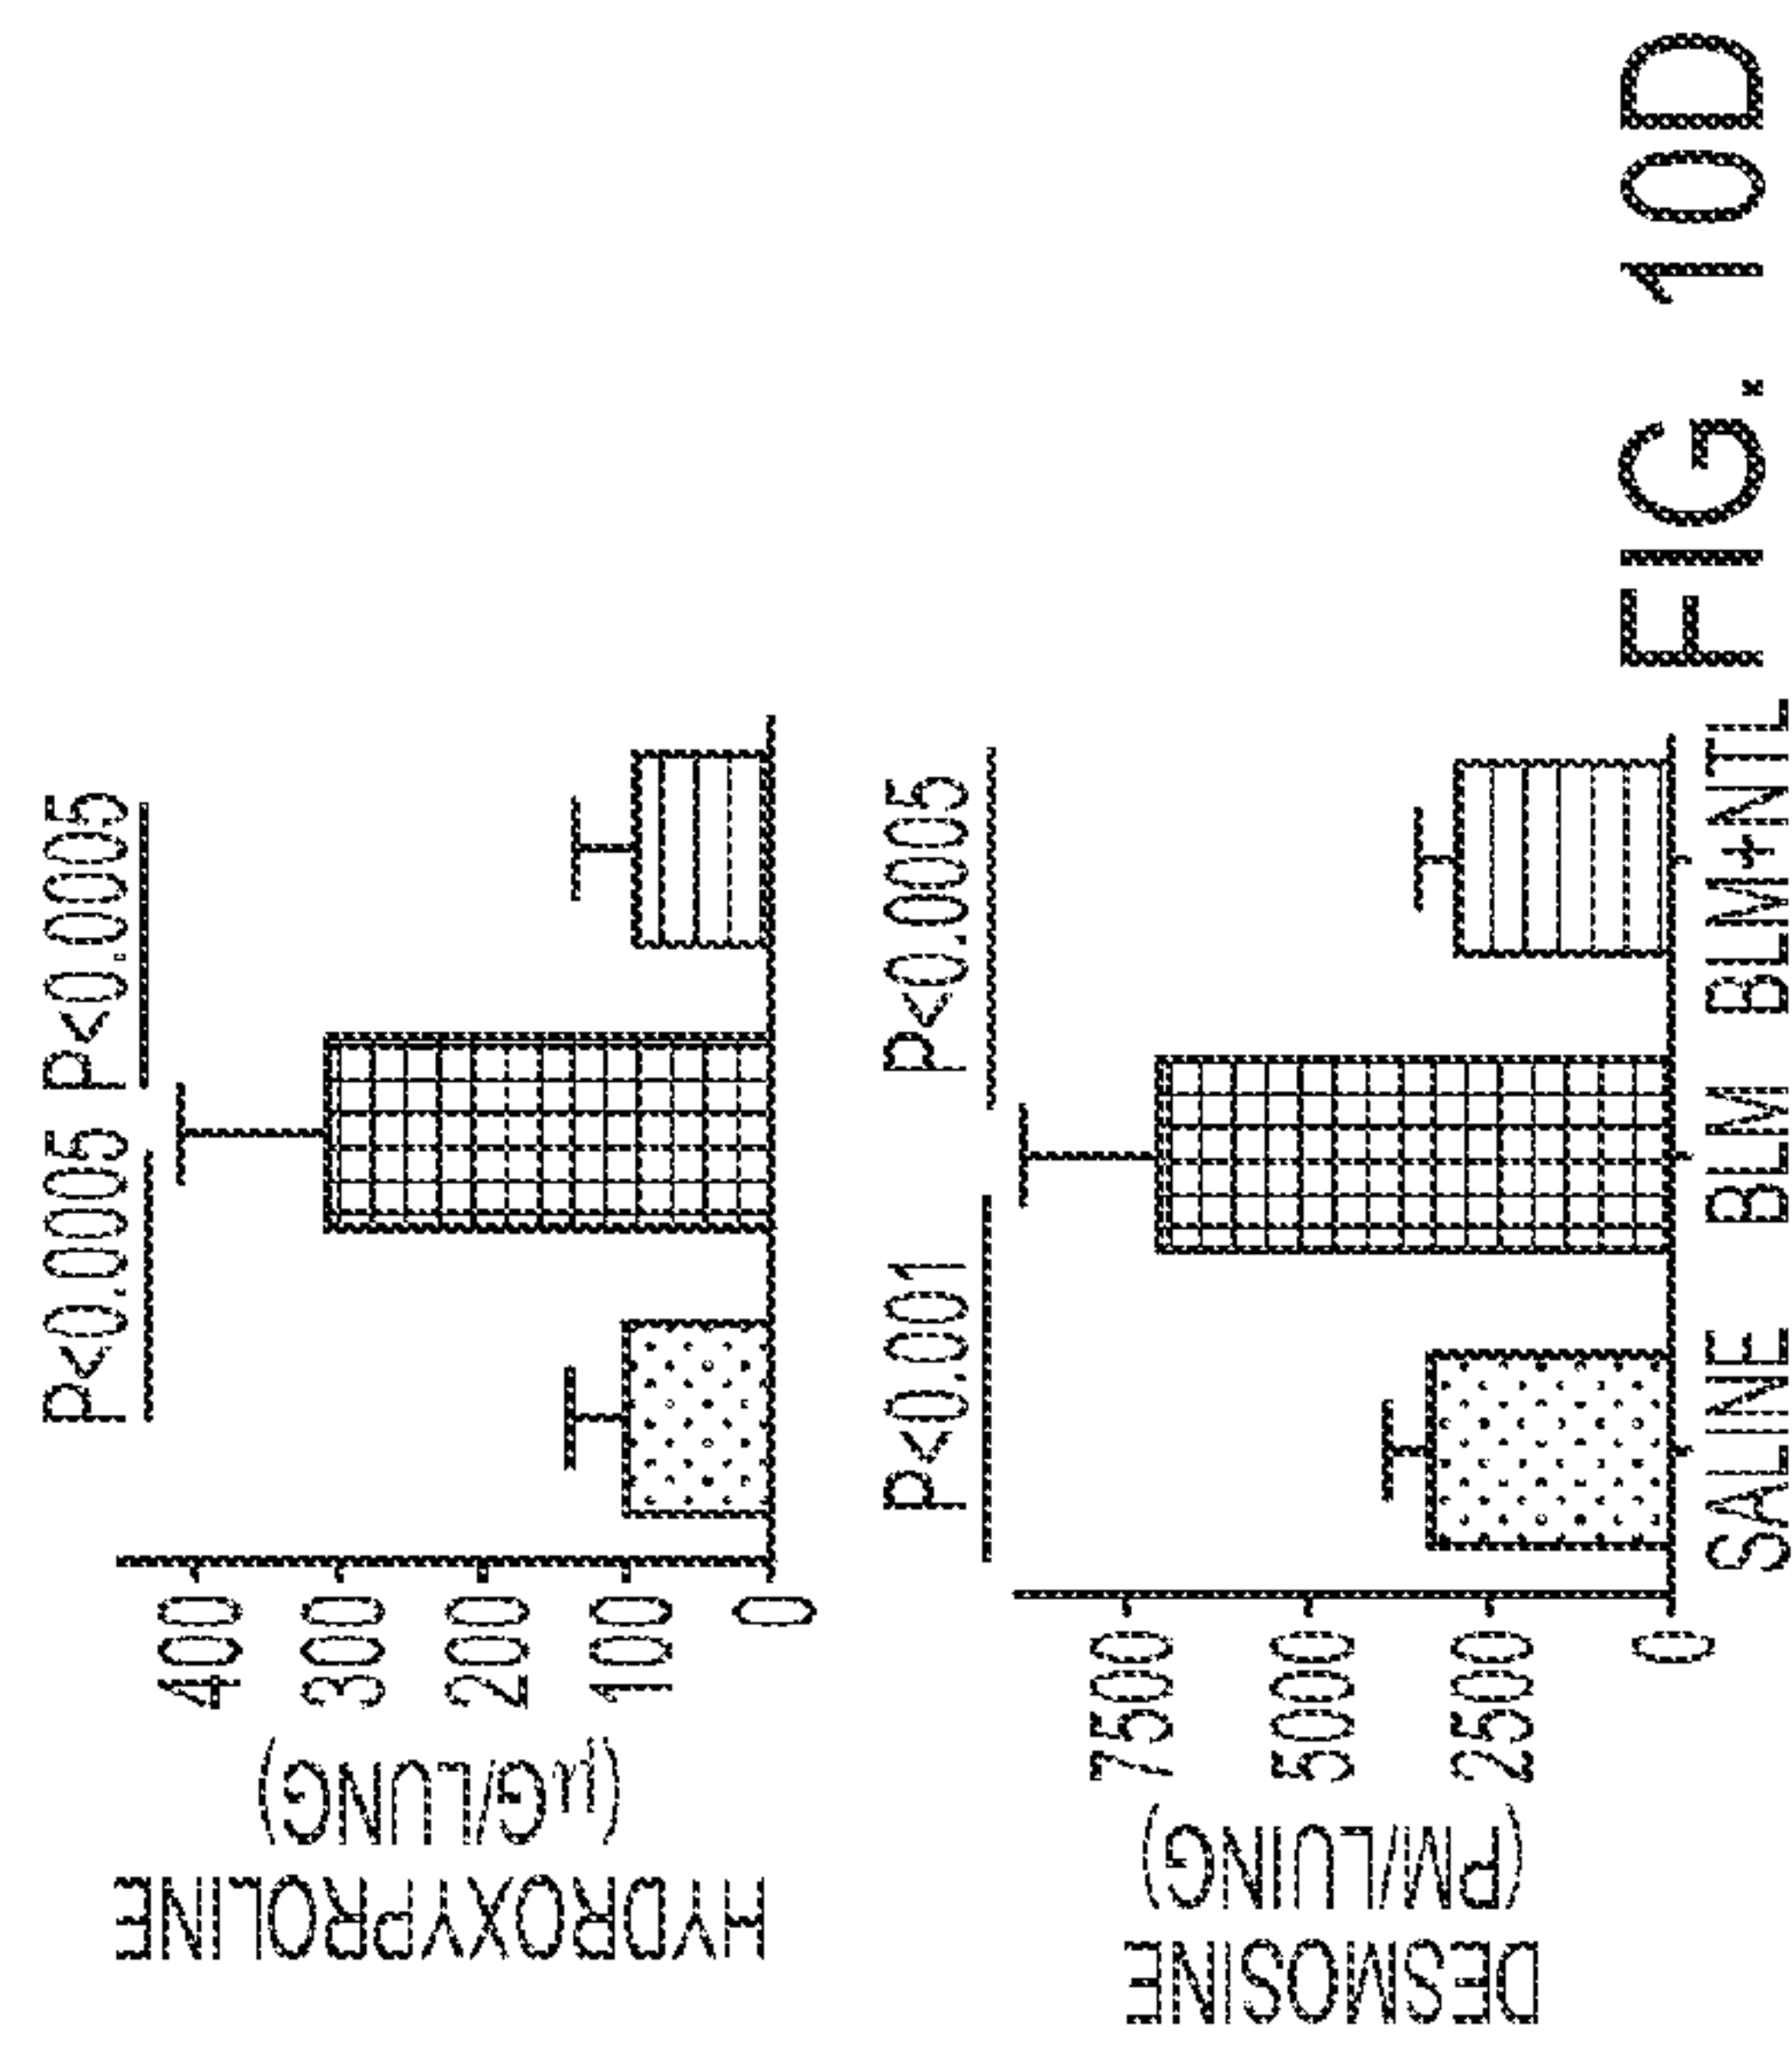 HYDROXYPROLINE
(µG/LUNG)
400
300
200
100
0
P<0.0005 P<0.0005
DESMOSINE
(PM/LUNG)
7500
5000
2500
0
P<0.001 P<0.0005
SALINE BLM BLM+NTL
FIG. 10D